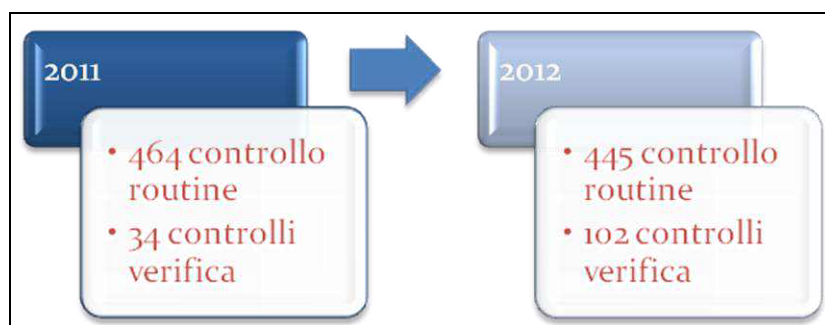 2011
• 464 controllo
routine
• 34 controlli
verifica
2012
• 445 controllo
routine
• 102 controlli
verifica